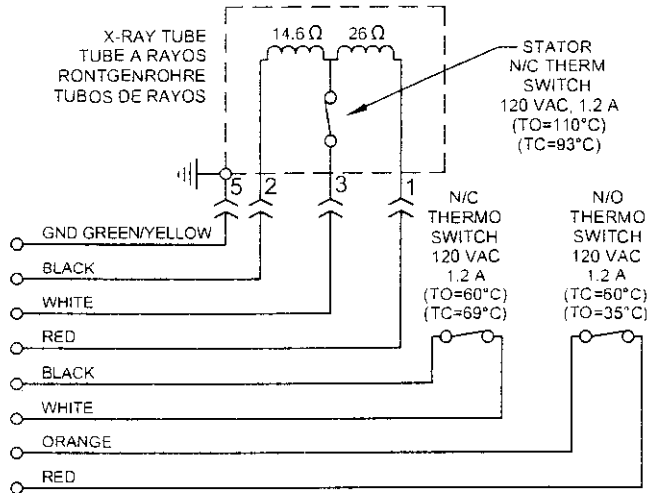 X-RAY TUBE
TUBE A RAYOS
RONTGENROHRE
TUBOS DE RAYOS
14.6 Ω
26 Ω
STATOR
N/C THERM
SWITCH
120 VAC, 1.2 A
(TO=110°C)
(TC=93°C)
5
2
3
1
N/C
THERMO
SWITCH
120 VAC
1.2 A
(TO=60°C)
(TC=69°C)
N/O
THERMO
SWITCH
120 VAC
1.2 A
(TC=60°C)
(TO=35°C)
GND GREEN/YELLOW
BLACK
WHITE
RED
BLACK
WHITE
ORANGE
RED